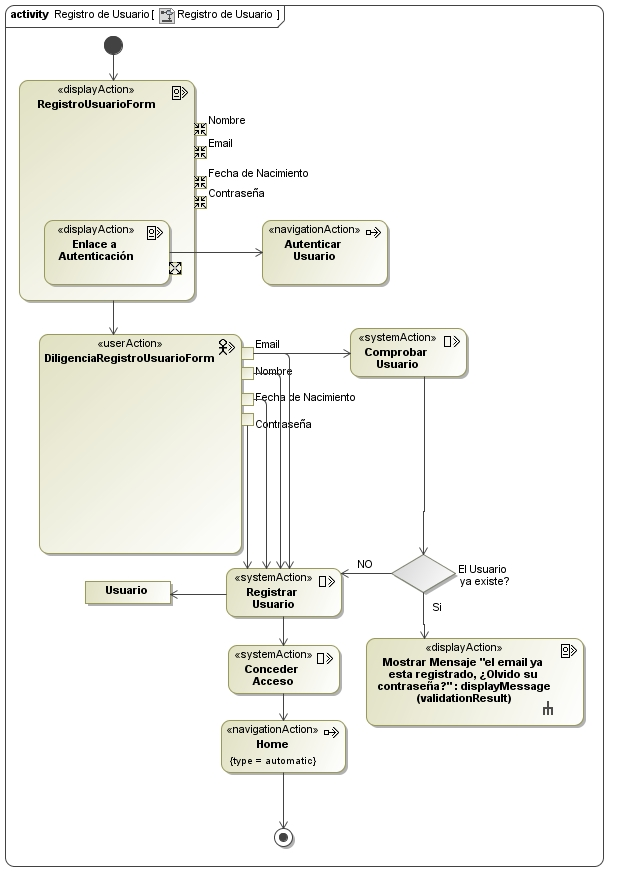 activity Registro de Usuario [ Registro de Usuario ]
«displayAction»
RegistroUsuarioForm
Nombre
Email
Fecha de Nacimiento
Contraseña
«displayAction»
Enlace a
Autenticación
«navigationAction»
Autenticar
Usuario
«userAction»
DiligenciaRegistroUsuarioForm
Email
Nombre
Fecha de Nacimiento
Contraseña
«systemAction»
Comprobar
Usuario
NO
El Usuario
ya existe?
Si
«systemAction»
Registrar
Usuario
Usuario
«systemAction»
Conceder
Acceso
«displayAction»
Mostrar Mensaje "el email ya
esta registrado, ¿Olvido su
contraseña?" : displayMessage
(validationResult)
«navigationAction»
Home
{type = automatic}